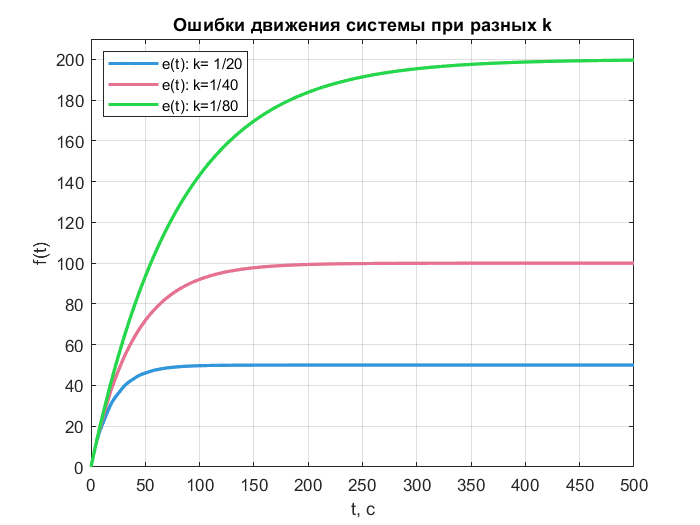 Ошибки движения системы при разных k
e(t): k= 1/20
e(t): k=1/40
e(t): k=1/80
f(t)
200
180
160
140
120
100
80
60
40
20
0
0 50 100 150 200 250 300 350 400 450 500
t, c